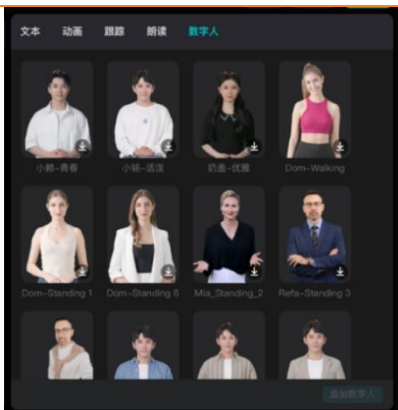 文本 动画 跟踪 朗读 数字人
小赖-青春 小铭-活泼 奶盖-优雅 Dom-Walking
Dom-Standing 1 Dom-Standing 6 Mia_Standing_2 Refa-Standing 3
添加数字人